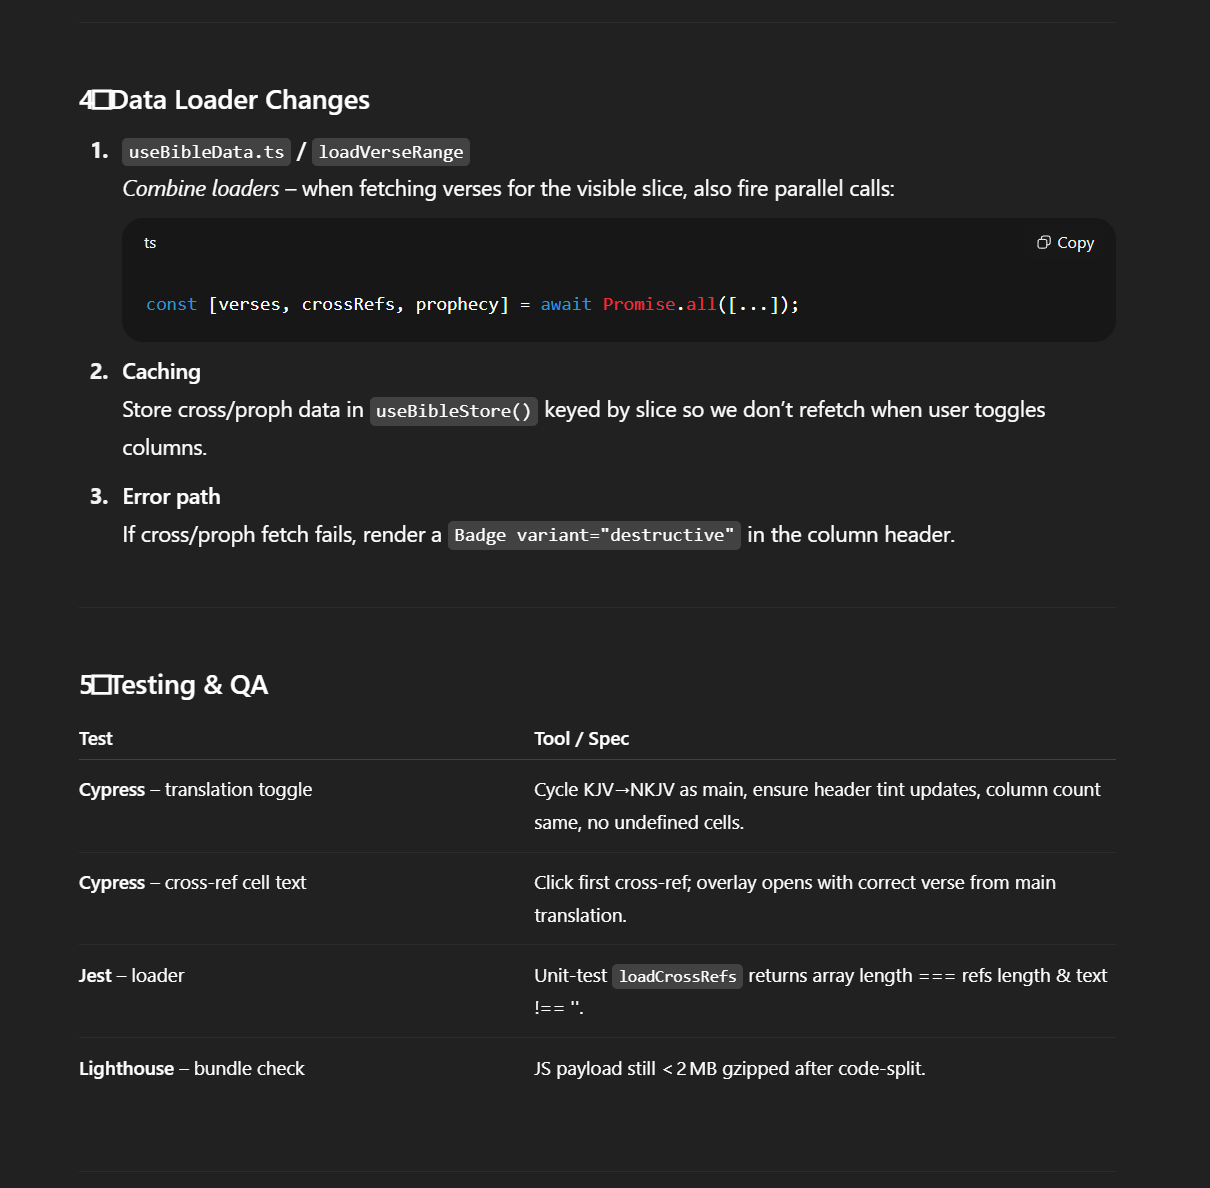 4️⃣ Data Loader Changes
1. useBibleData.ts / loadVerseRange
Combine loaders – when fetching verses for the visible slice, also fire parallel calls:
ts
Copy
const [verses, crossRefs, prophecy] = await Promise.all([...]);
2. Caching
Store cross/proph data in useBibleStore() keyed by slice so we don’t refetch when user toggles
columns.
3. Error path
If cross/proph fetch fails, render a Badge variant="destructive" in the column header.
5️⃣ Testing & QA
Test Tool / Spec
Cypress – translation toggle Cycle KJV→NKJV as main, ensure header tint updates, column count
same, no undefined cells.
Cypress – cross-ref cell text Click first cross-ref; overlay opens with correct verse from main
translation.
Jest – loader Unit-test loadCrossRefs returns array length === refs length & text
!== ''.
Lighthouse – bundle check JS payload still < 2 MB gzipped after code-split.